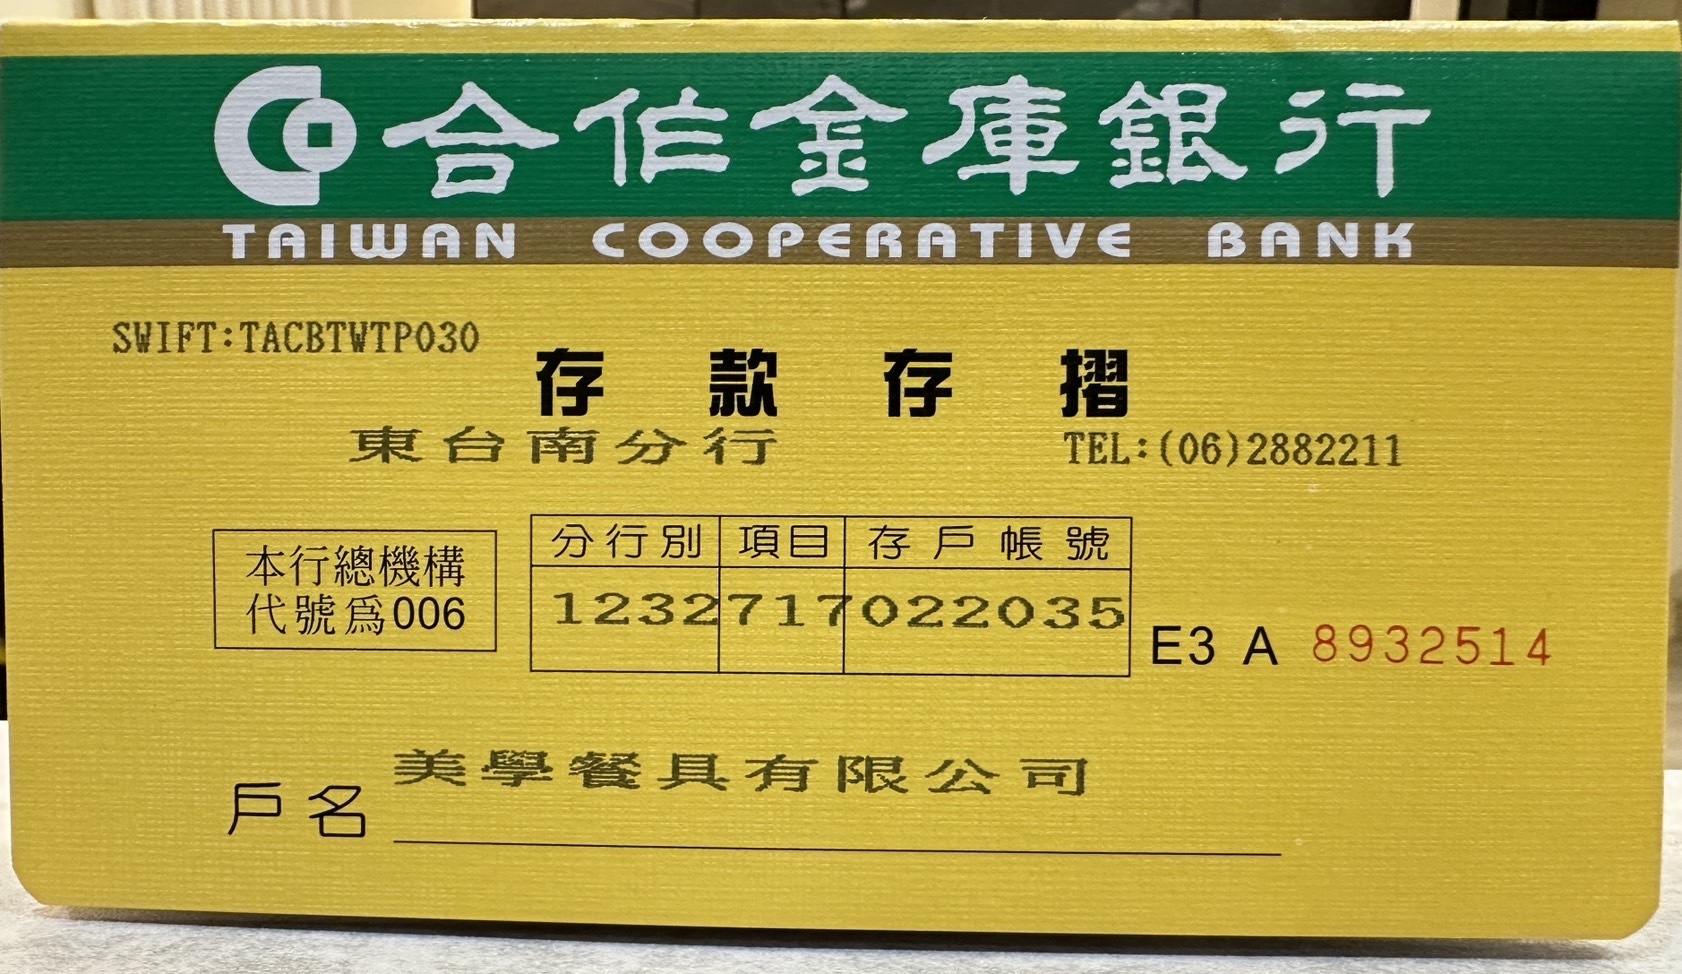 合作金庫銀行
TAIWAN COOPERATIVE BANK
SWIFT:TACBTWTP030
存款存摺
東台南分行 TEL:(06)2882211
本行總機構
代號爲006
分行別 項目 存戶帳號
1232717022035
E3 A 8932514
美學餐具有限公司
戶名